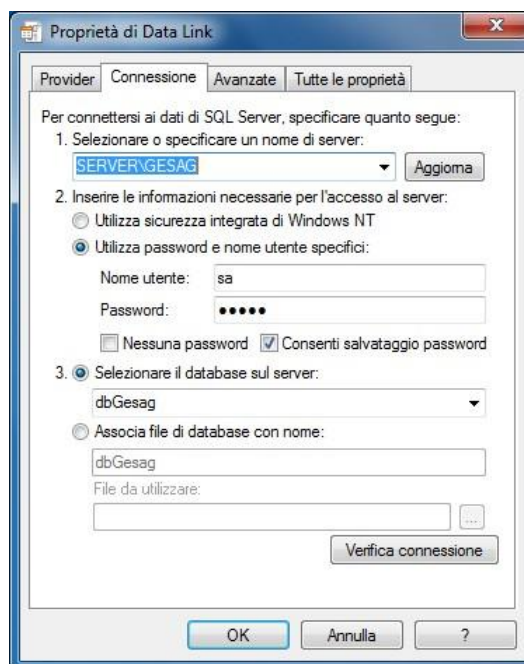 Proprietà di Data Link
Provider Connessione Avanzate Tutte le proprietà
Per connettersi ai dati di SQL Server, specificare quanto segue:
1. Selezionare o specificare un nome di server:
SERVER\GESAG Aggiorna
2. Inserire le informazioni necessarie per l'accesso al server:
Utilizza sicurezza integrata di Windows NT
Utilizza password e nome utente specifici:
Nome utente: sa
Password: •••••
Nessuna password Consenti salvataggio password
3. Selezionare il database sul server:
dbGesag
Associa file di database con nome:
dbGesag
File da utilizzare:
...
Verifica connessione
OK Annulla ?